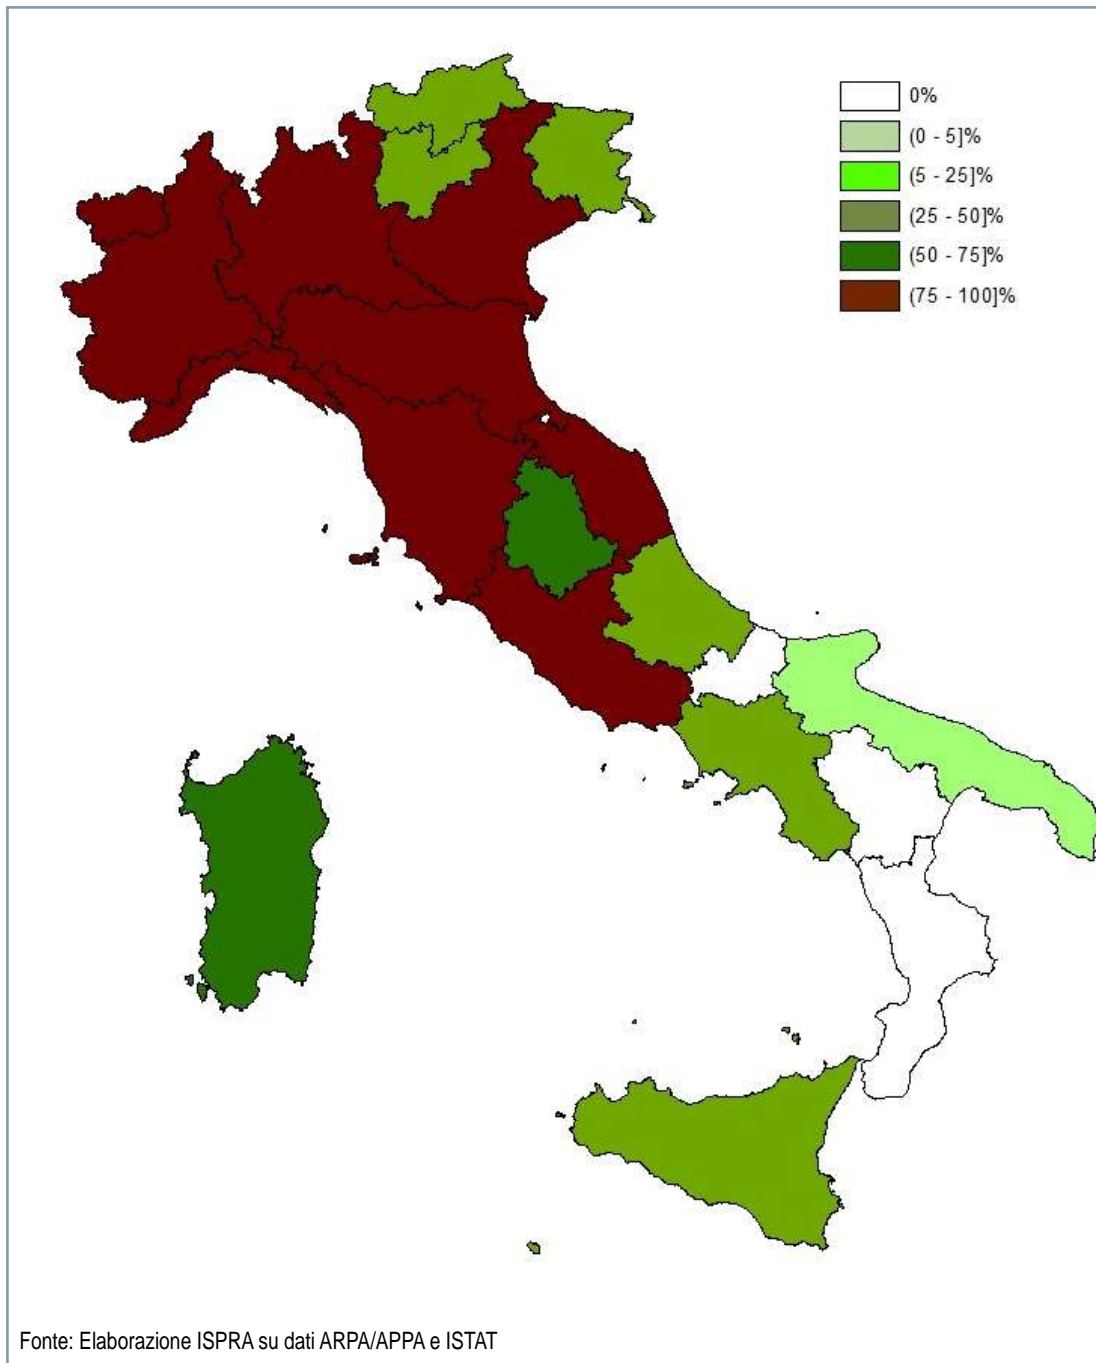 0%
(0 - 5]%
(5 - 25]%
(25 - 50]%
(50 - 75]%
(75 - 100]%
Fonte: Elaborazione ISPRA su dati ARPA/APPA e ISTAT